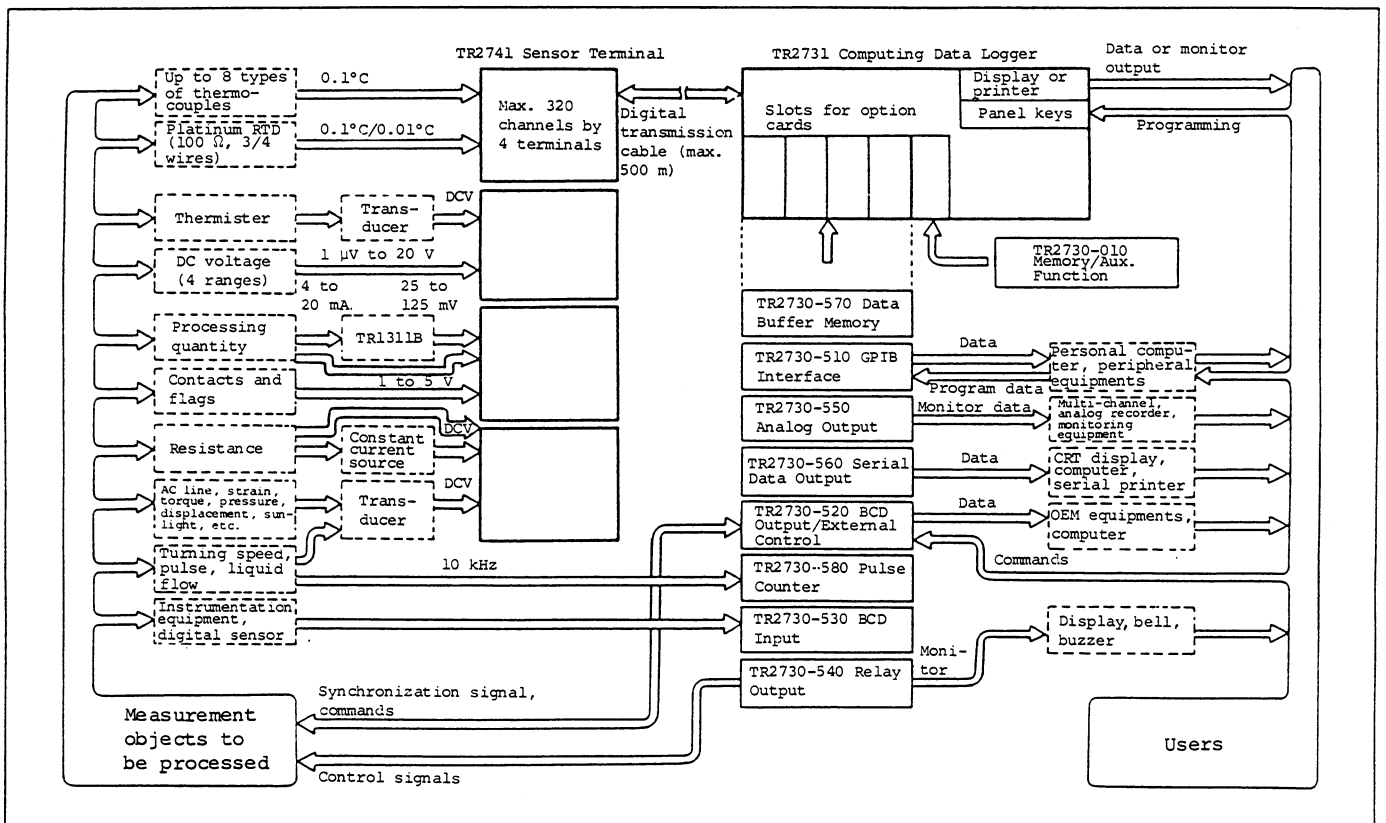 TR2741 Sensor Terminal
TR2731 Computing Data Logger
Data or monitor
output
Up to 8 types
of thermo-
couples
0.1°C
Platinum RTD
(100 Ω, 3/4
wires)
0.1°C/0.01°C
Max. 320
channels by
4 terminals
Digital
transmission
cable (max.
500 m)
Slots for option
cards
Display or
printer
Panel keys
Programming
Thermister
Trans-
ducer
DCV
DC voltage
(4 ranges)
1 µV to 20 V
4 to
20 mA
25 to
125 mV
Processing
quantity
TR1311B
1 to 5 V
Contacts and
flags
Resistance
DCV
Constant
current
source
AC line, strain,
torque, pressure,
displacement, sun-
light, etc.
Trans-
ducer
DCV
Turning speed,
pulse, liquid
flow
10 kHz
Instrumentation
equipment,
digital sensor
TR2730-010
Memory/Aux.
Function
TR2730-570 Data
Buffer Memory
TR2730-510 GPIB
Interface
Data
Program data
Personal compu-
ter, peripheral
equipments
TR2730-550
Analog Output
Monitor data
Multi-channel,
analog recorder,
monitoring
equipment
TR2730-560 Serial
Data Output
Data
CRT display,
computer,
serial printer
TR2730-520 BCD
Output/External
Control
Data
OEM equipments,
computer
Commands
TR2730-580 Pulse
Counter
TR2730-530 BCD
Input
TR2730-540 Relay
Output
Moni-
tor
Display, bell,
buzzer
Synchronization signal,
commands
Control signals
Measurement
objects to
be processed
Users